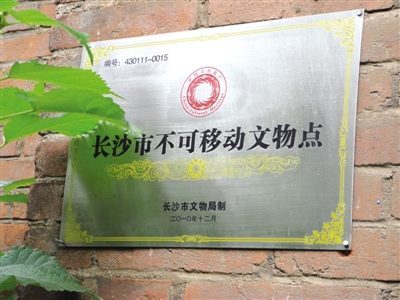 编号：430111-0015
长沙市不可移动文物点
长沙市文物局制
二〇一〇年十二月